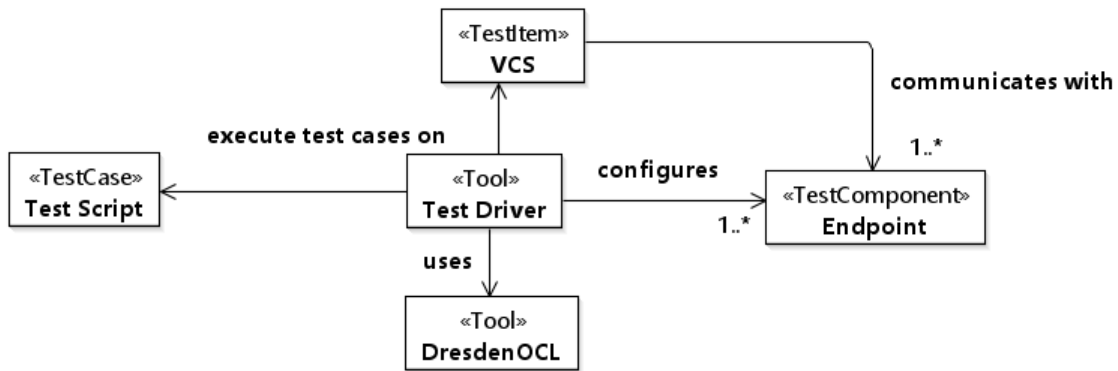 «TestItem»
VCS
communicates with
execute test cases on
1..*
«TestCase»
Test Script
«Tool»
Test Driver
configures
1..*
«TestComponent»
Endpoint
uses
«Tool»
DresdenOCL